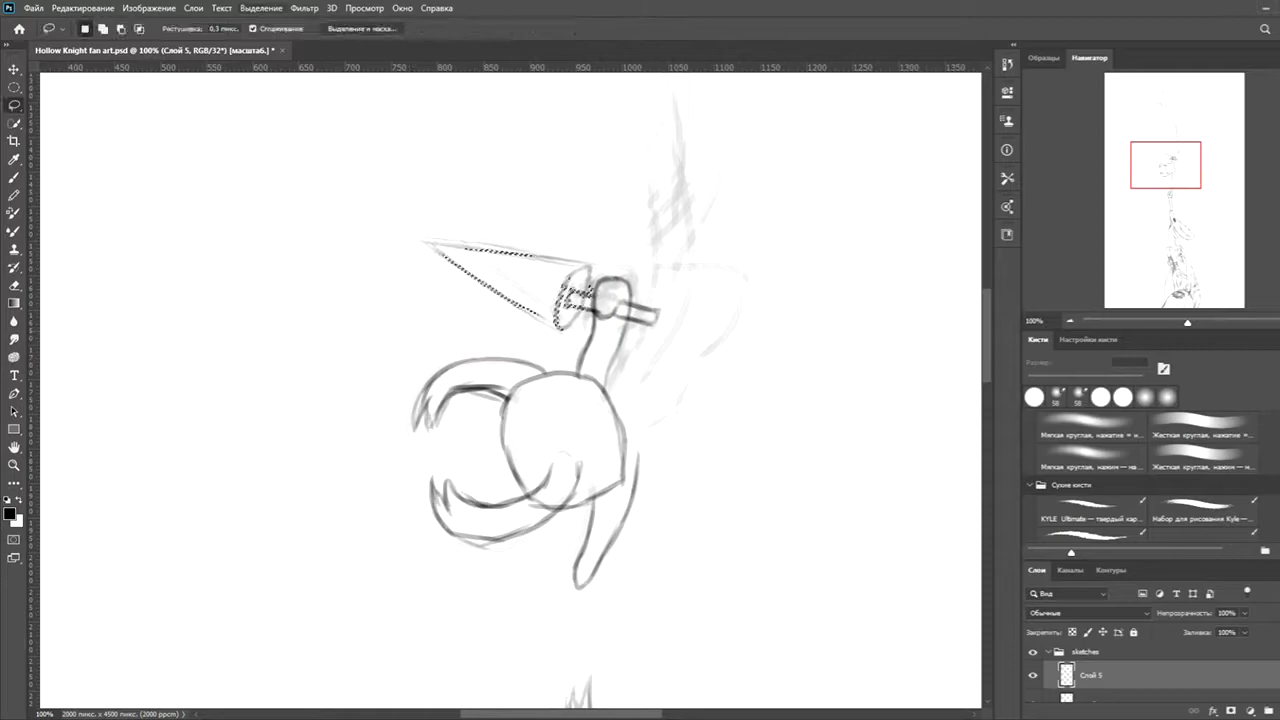 Файл Редактирование Изображение Слои Текст Выделение Фильтр 3D Просмотр Окно Справка
Растушевка: 0,3 пикс. Сглаживание Выделение и маска...
Hollow Knight fan art.psd @ 100% (Слой 5, RGB/32*) [масштаб.] *
400 450 500 550 600 650 700 750 800 850 900 950 1000 1050 1100 1150 1200 1250 1300 1350
Образцы Навигатор
100%
Кисти Настройки кисти
Размер:
58 58
Мягкая круглая, нажатие = н... Жесткая круглая, нажатие =...
Мягкая круглая, нажим — на Жесткая круглая, нажим — м
Сухие кисти
KYLE Ultimate — твердый кар... Набор для рисования Kyle —...
Слои Каналы Контуры
Вид
Обычные Непрозрачность: 100%
Закрепить: Заливка: 100%
sketches
Слой 5
100% 2000 пикс. x 4500 пикс. (2000 ppcm)